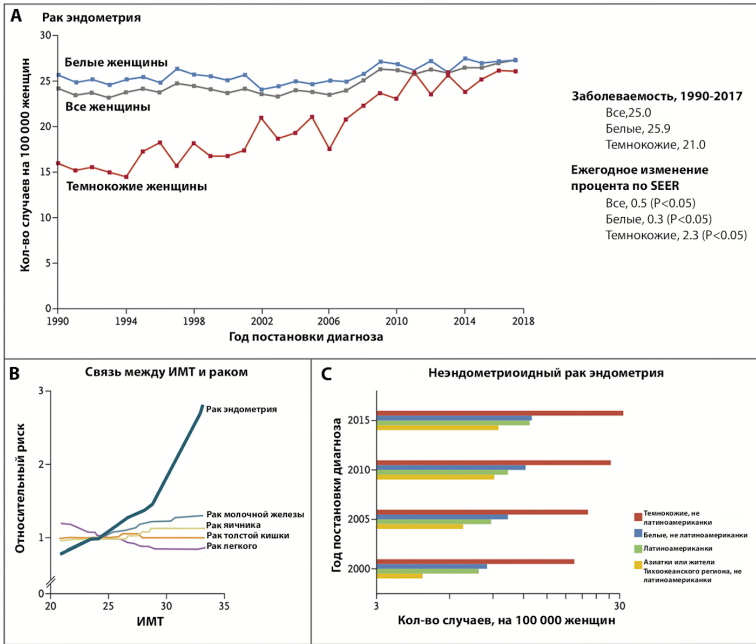 A
Рак эндометрия
Кол-во случаев на 100 000 женщин
30
25
20
15
10
5
0
Белые женщины
Все женщины
Темнокожие женщины
1990
1994
1998
2002
2006
2010
2014
2018
Год постановки диагноза
Заболеваемость, 1990-2017
Все,25.0
Белые, 25.9
Темнокожие, 21.0
Ежегодное изменение
процента по SEER
Все, 0.5 (P<0.05)
Белые, 0.3 (P<0.05)
Темнокожие, 2.3 (P<0.05)
B
Связь между ИМТ и раком
Относительный риск
3
2
1
0
Рак эндометрия
Рак молочной железы
Рак яичника
Рак толстой кишки
Рак легкого
20
25
30
35
ИМТ
C
Неэндометриоидный рак эндометрия
Год постановки диагноза
2015
2010
2005
2000
3
30
Кол-во случаев, на 100 000 женщин
Темнокожие, не
латиноамериканки
Белые, не латиноамериканки
Латиноамериканки
Азиатки или жители
Тихоокеанского региона, не
латиноамериканки